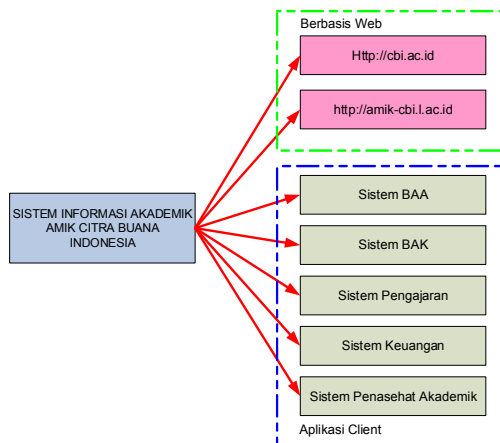 Berbasis Web
Http://cbi.ac.id
http://amik-cbi.l.ac.id
SISTEM INFORMASI AKADEMIK
AMIK CITRA BUANA
INDONESIA
Sistem BAA
Sistem BAK
Sistem Pengajaran
Sistem Keuangan
Sistem Penasehat Akademik
Aplikasi Client